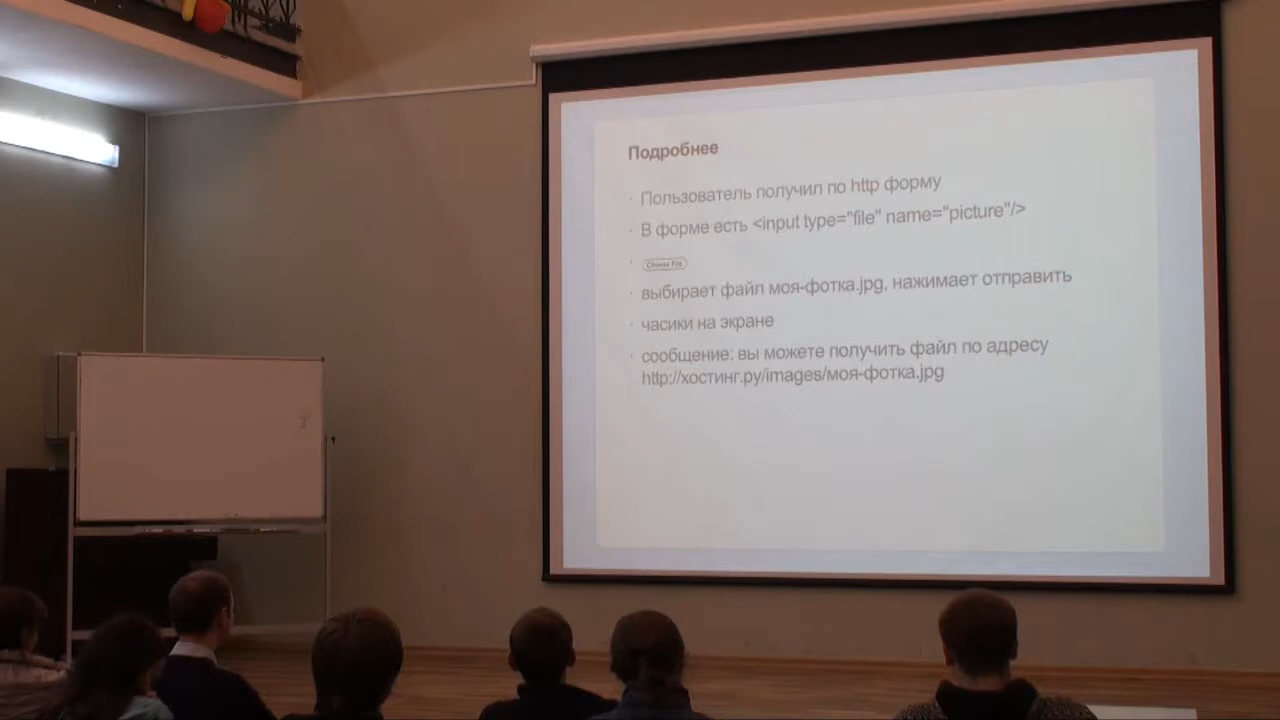 Подробнее
Пользователь получил по http форму
В форме есть <input type="file" name="picture"/>
Choose File
выбирает файл моя-фотка.jpg, нажимает отправить
часики на экране
сообщение: вы можете получить файл по адресу
http://хостинг.ру/images/моя-фотка.jpg